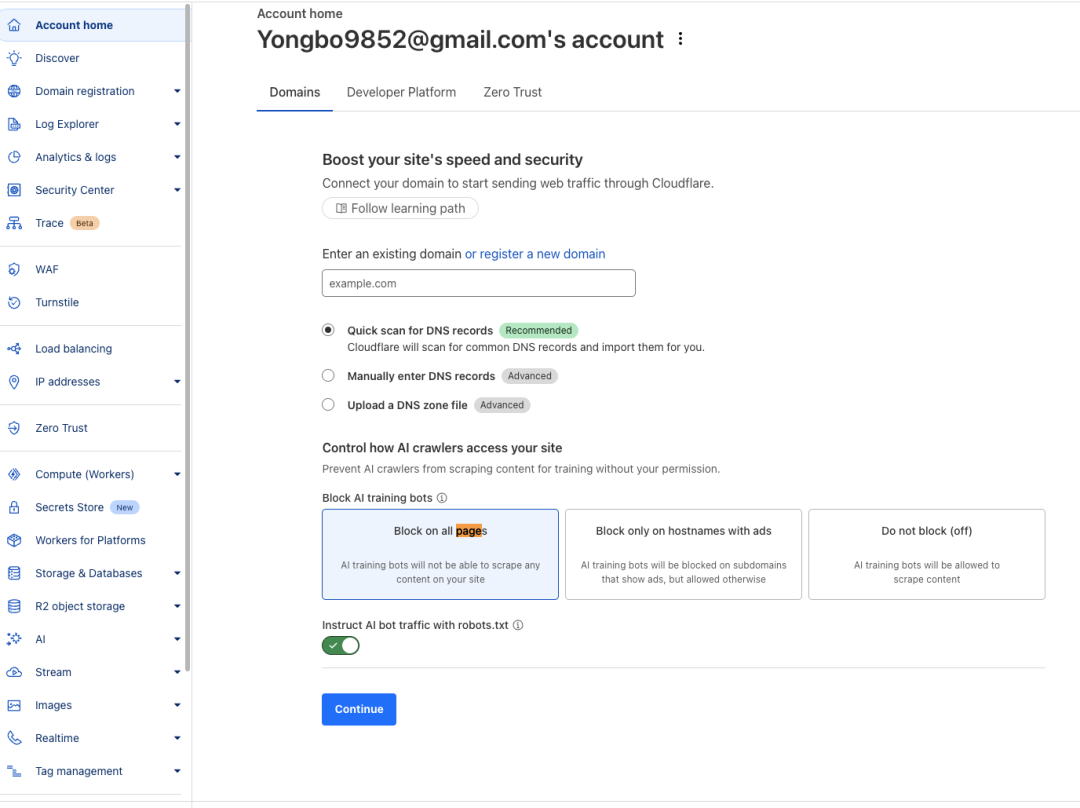 Account home
Discover
Domain registration
Log Explorer
Analytics & logs
Security Center
Trace Beta
WAF
Turnstile
Load balancing
IP addresses
Zero Trust
Compute (Workers)
Secrets Store New
Workers for Platforms
Storage & Databases
R2 object storage
AI
Stream
Images
Realtime
Tag management
Account home
Yongbo9852@gmail.com's account
Domains Developer Platform Zero Trust
Boost your site's speed and security
Connect your domain to start sending web traffic through Cloudflare.
Follow learning path
Enter an existing domain or register a new domain
example.com
Quick scan for DNS records Recommended
Cloudflare will scan for common DNS records and import them for you.
Manually enter DNS records Advanced
Upload a DNS zone file Advanced
Control how AI crawlers access your site
Prevent AI crawlers from scraping content for training without your permission.
Block AI training bots
Block on all pages
AI training bots will not be able to scrape any
content on your site
Block only on hostnames with ads
AI training bots will be blocked on subdomains
that show ads, but allowed otherwise
Do not block (off)
AI training bots will be allowed to
scrape content
Instruct AI bot traffic with robots.txt
Continue